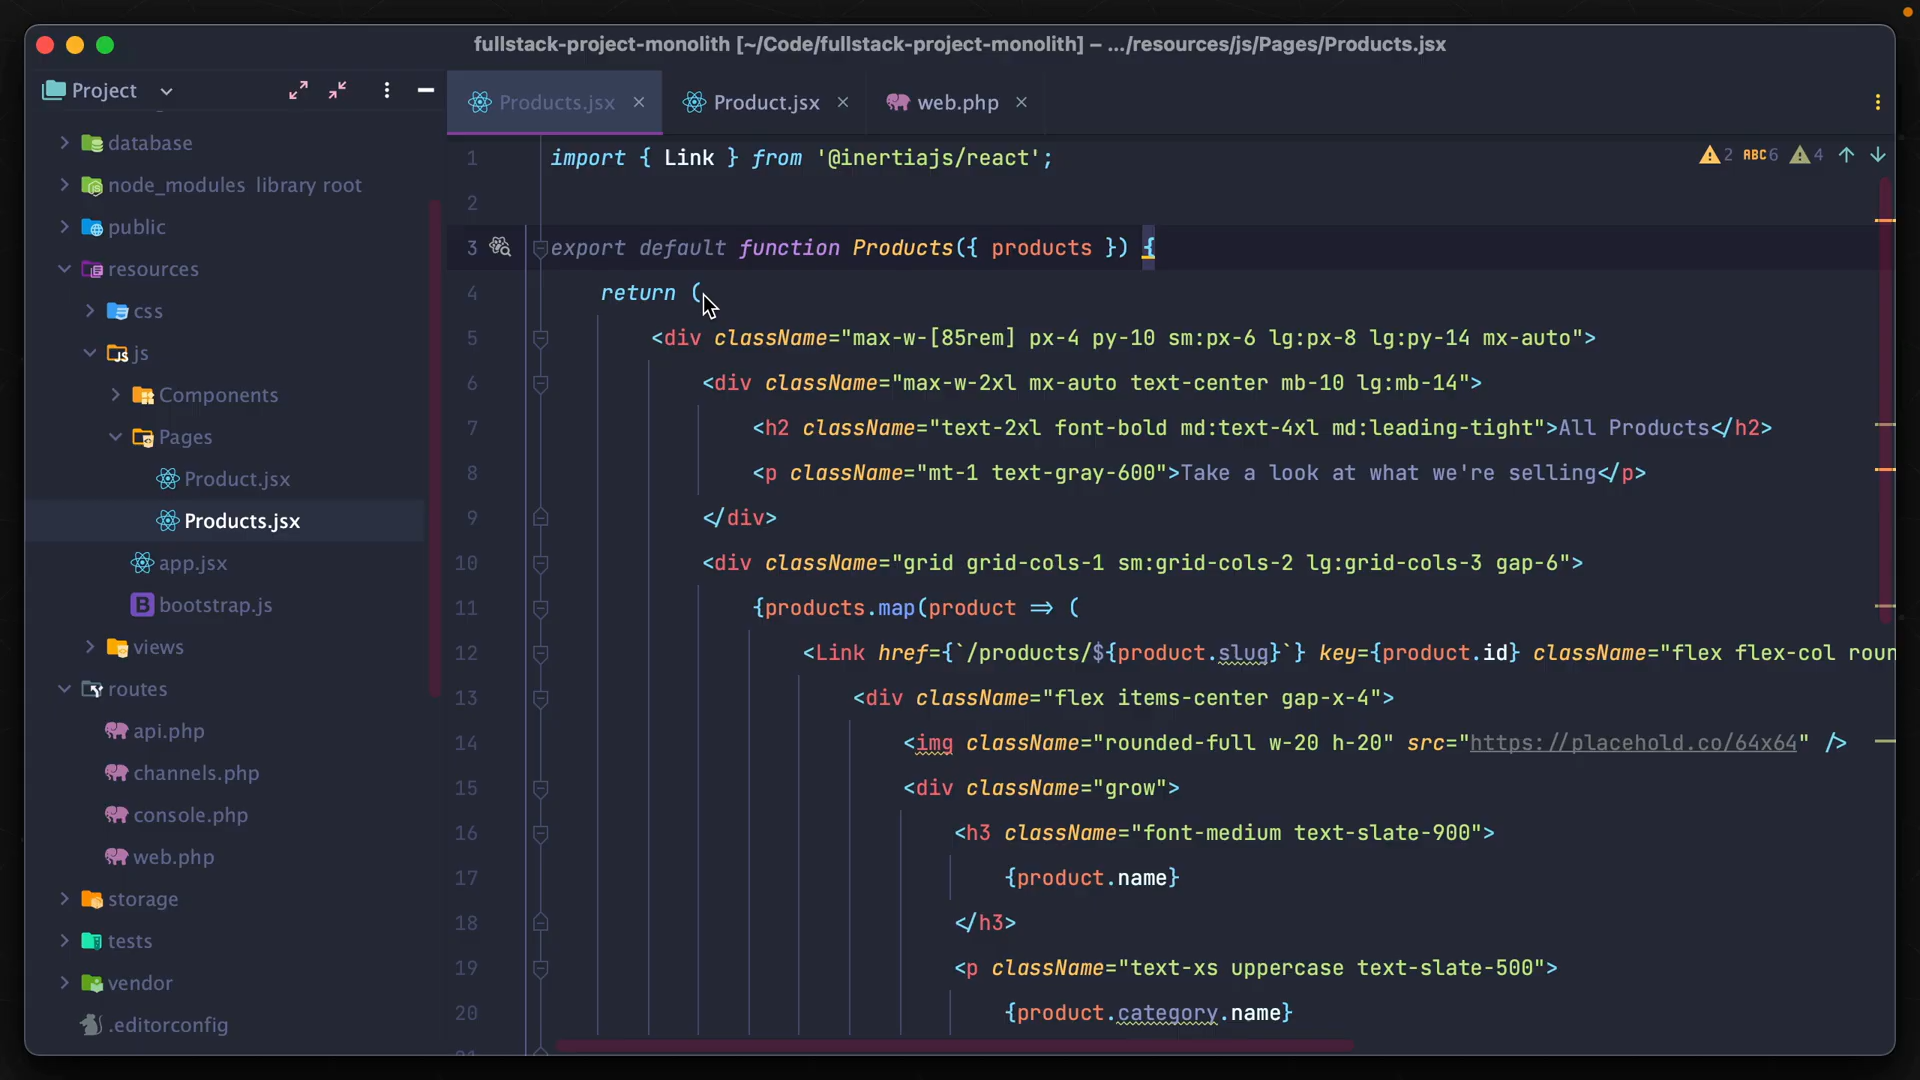 fullstack-project-monolith [~/Code/fullstack-project-monolith] – .../resources/js/Pages/Products.jsx
Project
Products.jsx
Product.jsx
web.php
database
node_modules library root
public
resources
css
js
Components
Pages
Product.jsx
Products.jsx
app.jsx
B bootstrap.js
views
routes
api.php
channels.php
console.php
web.php
storage
tests
vendor
.editorconfig
2 ABC 6 4
1 import { Link } from '@inertiajs/react';
2
3 export default function Products({ products }) {
4 return (
5 <div className="max-w-[85rem] px-4 py-10 sm:px-6 lg:px-8 lg:py-14 mx-auto">
6 <div className="max-w-2xl mx-auto text-center mb-10 lg:mb-14">
7 <h2 className="text-2xl font-bold md:text-4xl md:leading-tight">All Products</h2>
8 <p className="mt-1 text-gray-600">Take a look at what we're selling</p>
9 </div>
10 <div className="grid grid-cols-1 sm:grid-cols-2 lg:grid-cols-3 gap-6">
11 {products.map(product => (
12 <Link href={`/products/${product.slug}`} key={product.id} className="flex flex-col roun
13 <div className="flex items-center gap-x-4">
14 <img className="rounded-full w-20 h-20" src="https://placehold.co/64x64" />
15 <div className="grow">
16 <h3 className="font-medium text-slate-900">
17 {product.name}
18 </h3>
19 <p className="text-xs uppercase text-slate-500">
20 {product.category.name}